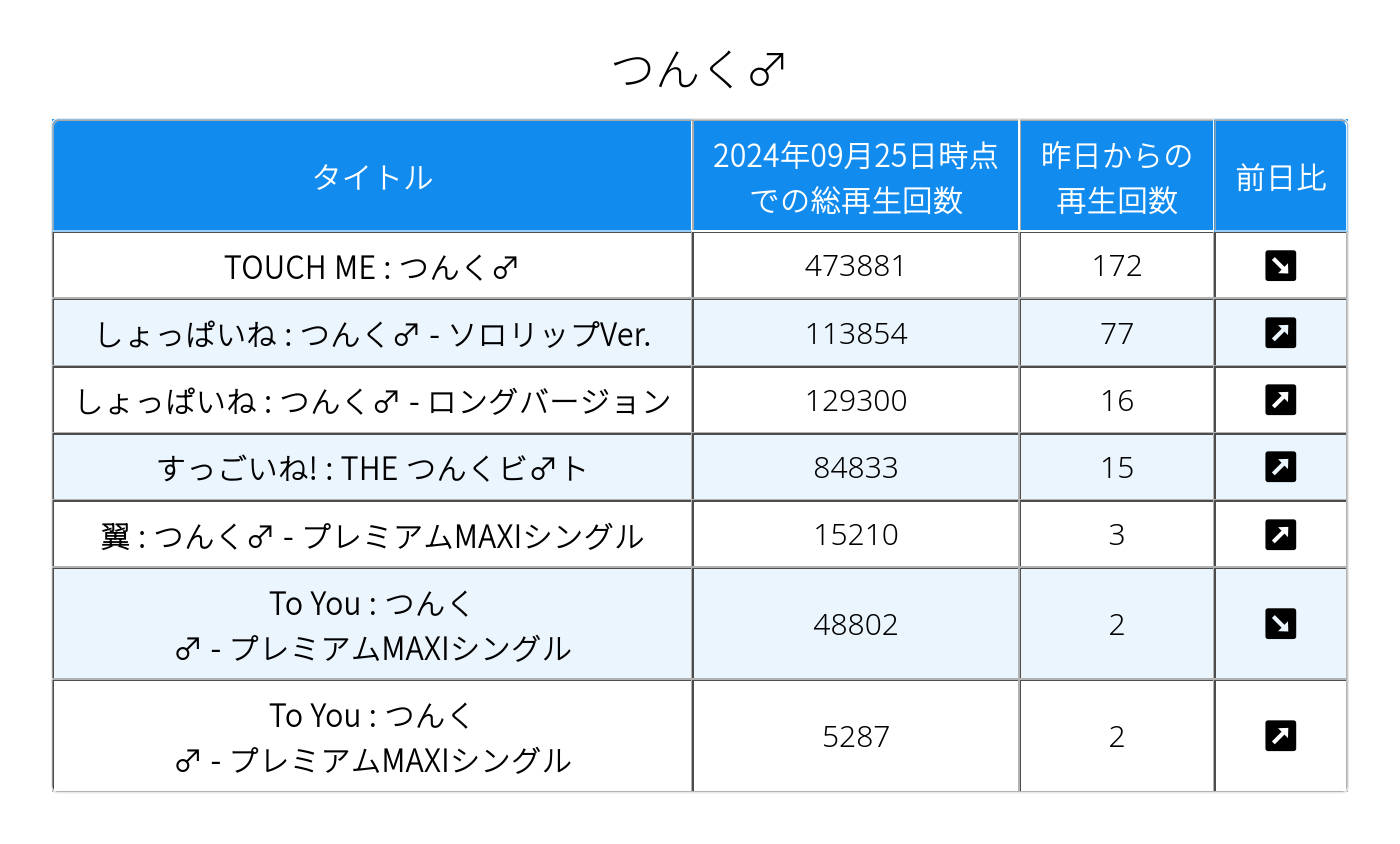 つんく♂
タイトル
2024年09月25日時点
での総再生回数
昨日からの
再生回数
前日比
TOUCH ME : つんく♂
473881
172
↘
しょっぱいね : つんく♂ - ソロリップVer.
113854
77
↗
しょっぱいね : つんく♂ - ロングバージョン
129300
16
↗
すっごいね! : THE つんくビ♂ト
84833
15
↗
翼 : つんく♂ - プレミアムMAXIシングル
15210
3
↗
To You : つんく
♂ - プレミアムMAXIシングル
48802
2
↘
To You : つんく
♂ - プレミアムMAXIシングル
5287
2
↗